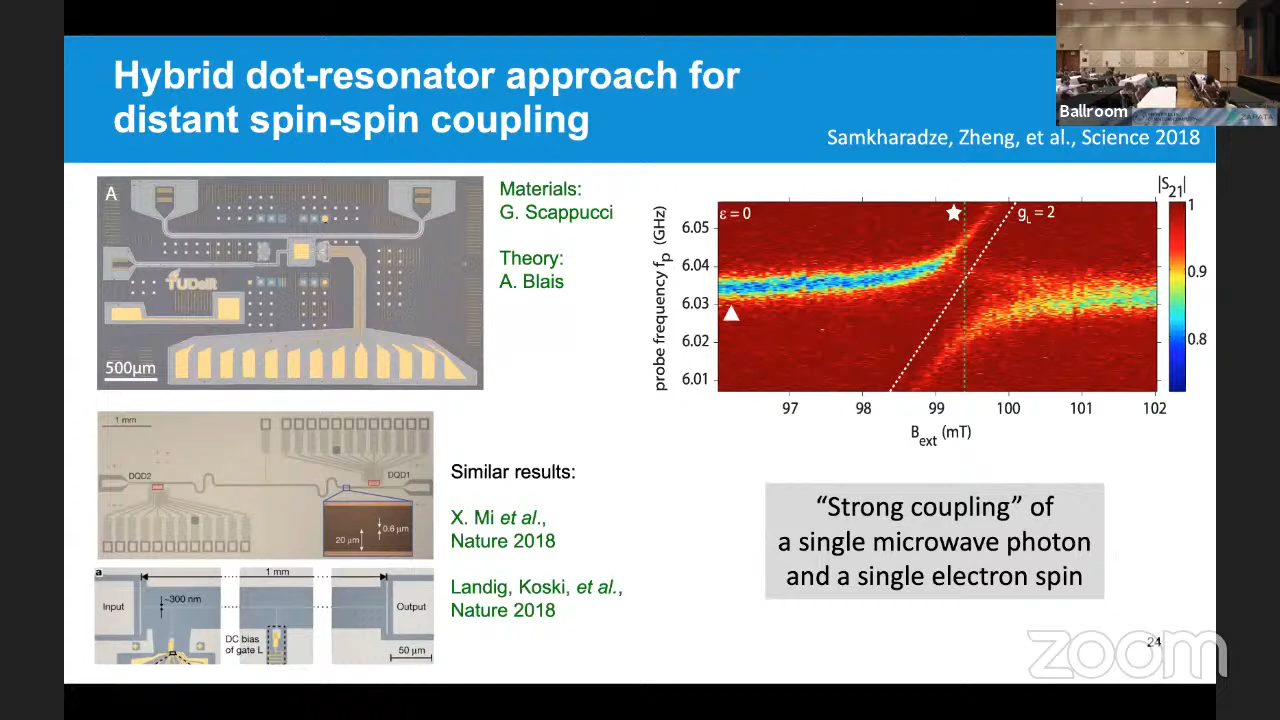 Hybrid dot-resonator approach for
distant spin-spin coupling
Samkharadze, Zheng, et al., Science 2018
Ballroom
ZAPATA
A
TUDelft
500μm
Materials:
G. Scappucci
Theory:
A. Blais
|S21|
ε = 0
gL = 2
probe frequency fp (GHz)
6.05
6.04
6.03
6.02
6.01
97
98
99
100
101
102
Bext (mT)
1
0.9
0.8
1 mm
DQD2
DQD1
0.6 μm
20 μm
Similar results:
X. Mi et al.,
Nature 2018
Landig, Koski, et al.,
Nature 2018
a
1 mm
Input
~300 nm
Output
DC bias
of gate L
50 μm
“Strong coupling” of
a single microwave photon
and a single electron spin
24
zoom